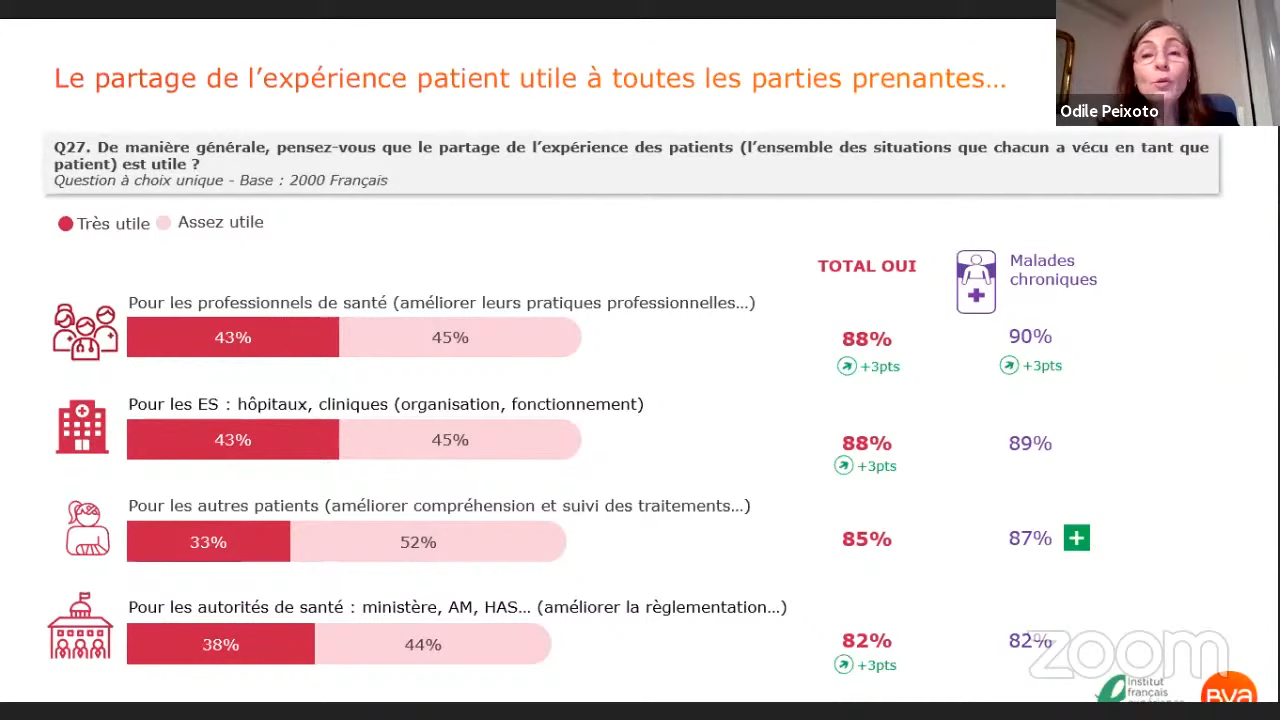 Le partage de l’expérience patient utile à toutes les parties prenantes…
Odile Peixoto
Q27. De manière générale, pensez-vous que le partage de l’expérience des patients (l’ensemble des situations que chacun a vécu en tant que
patient) est utile ?
Question à choix unique - Base : 2000 Français
Très utile Assez utile
TOTAL OUI
Malades
chroniques
Pour les professionnels de santé (améliorer leurs pratiques professionnelles…)
43% 45% 88% 90%
+3pts +3pts
Pour les ES : hôpitaux, cliniques (organisation, fonctionnement)
43% 45% 88% 89%
+3pts
Pour les autres patients (améliorer compréhension et suivi des traitements…)
33% 52% 85% 87% +
Pour les autorités de santé : ministère, AM, HAS… (améliorer la règlementation…)
38% 44% 82% 82%
+3pts
zoom
Institut
français
BVA